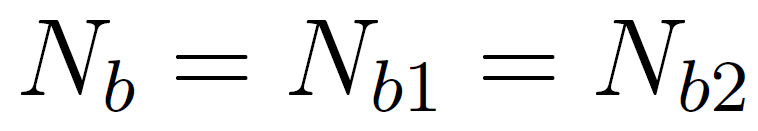 N_b = N_{b1} = N_{b2}